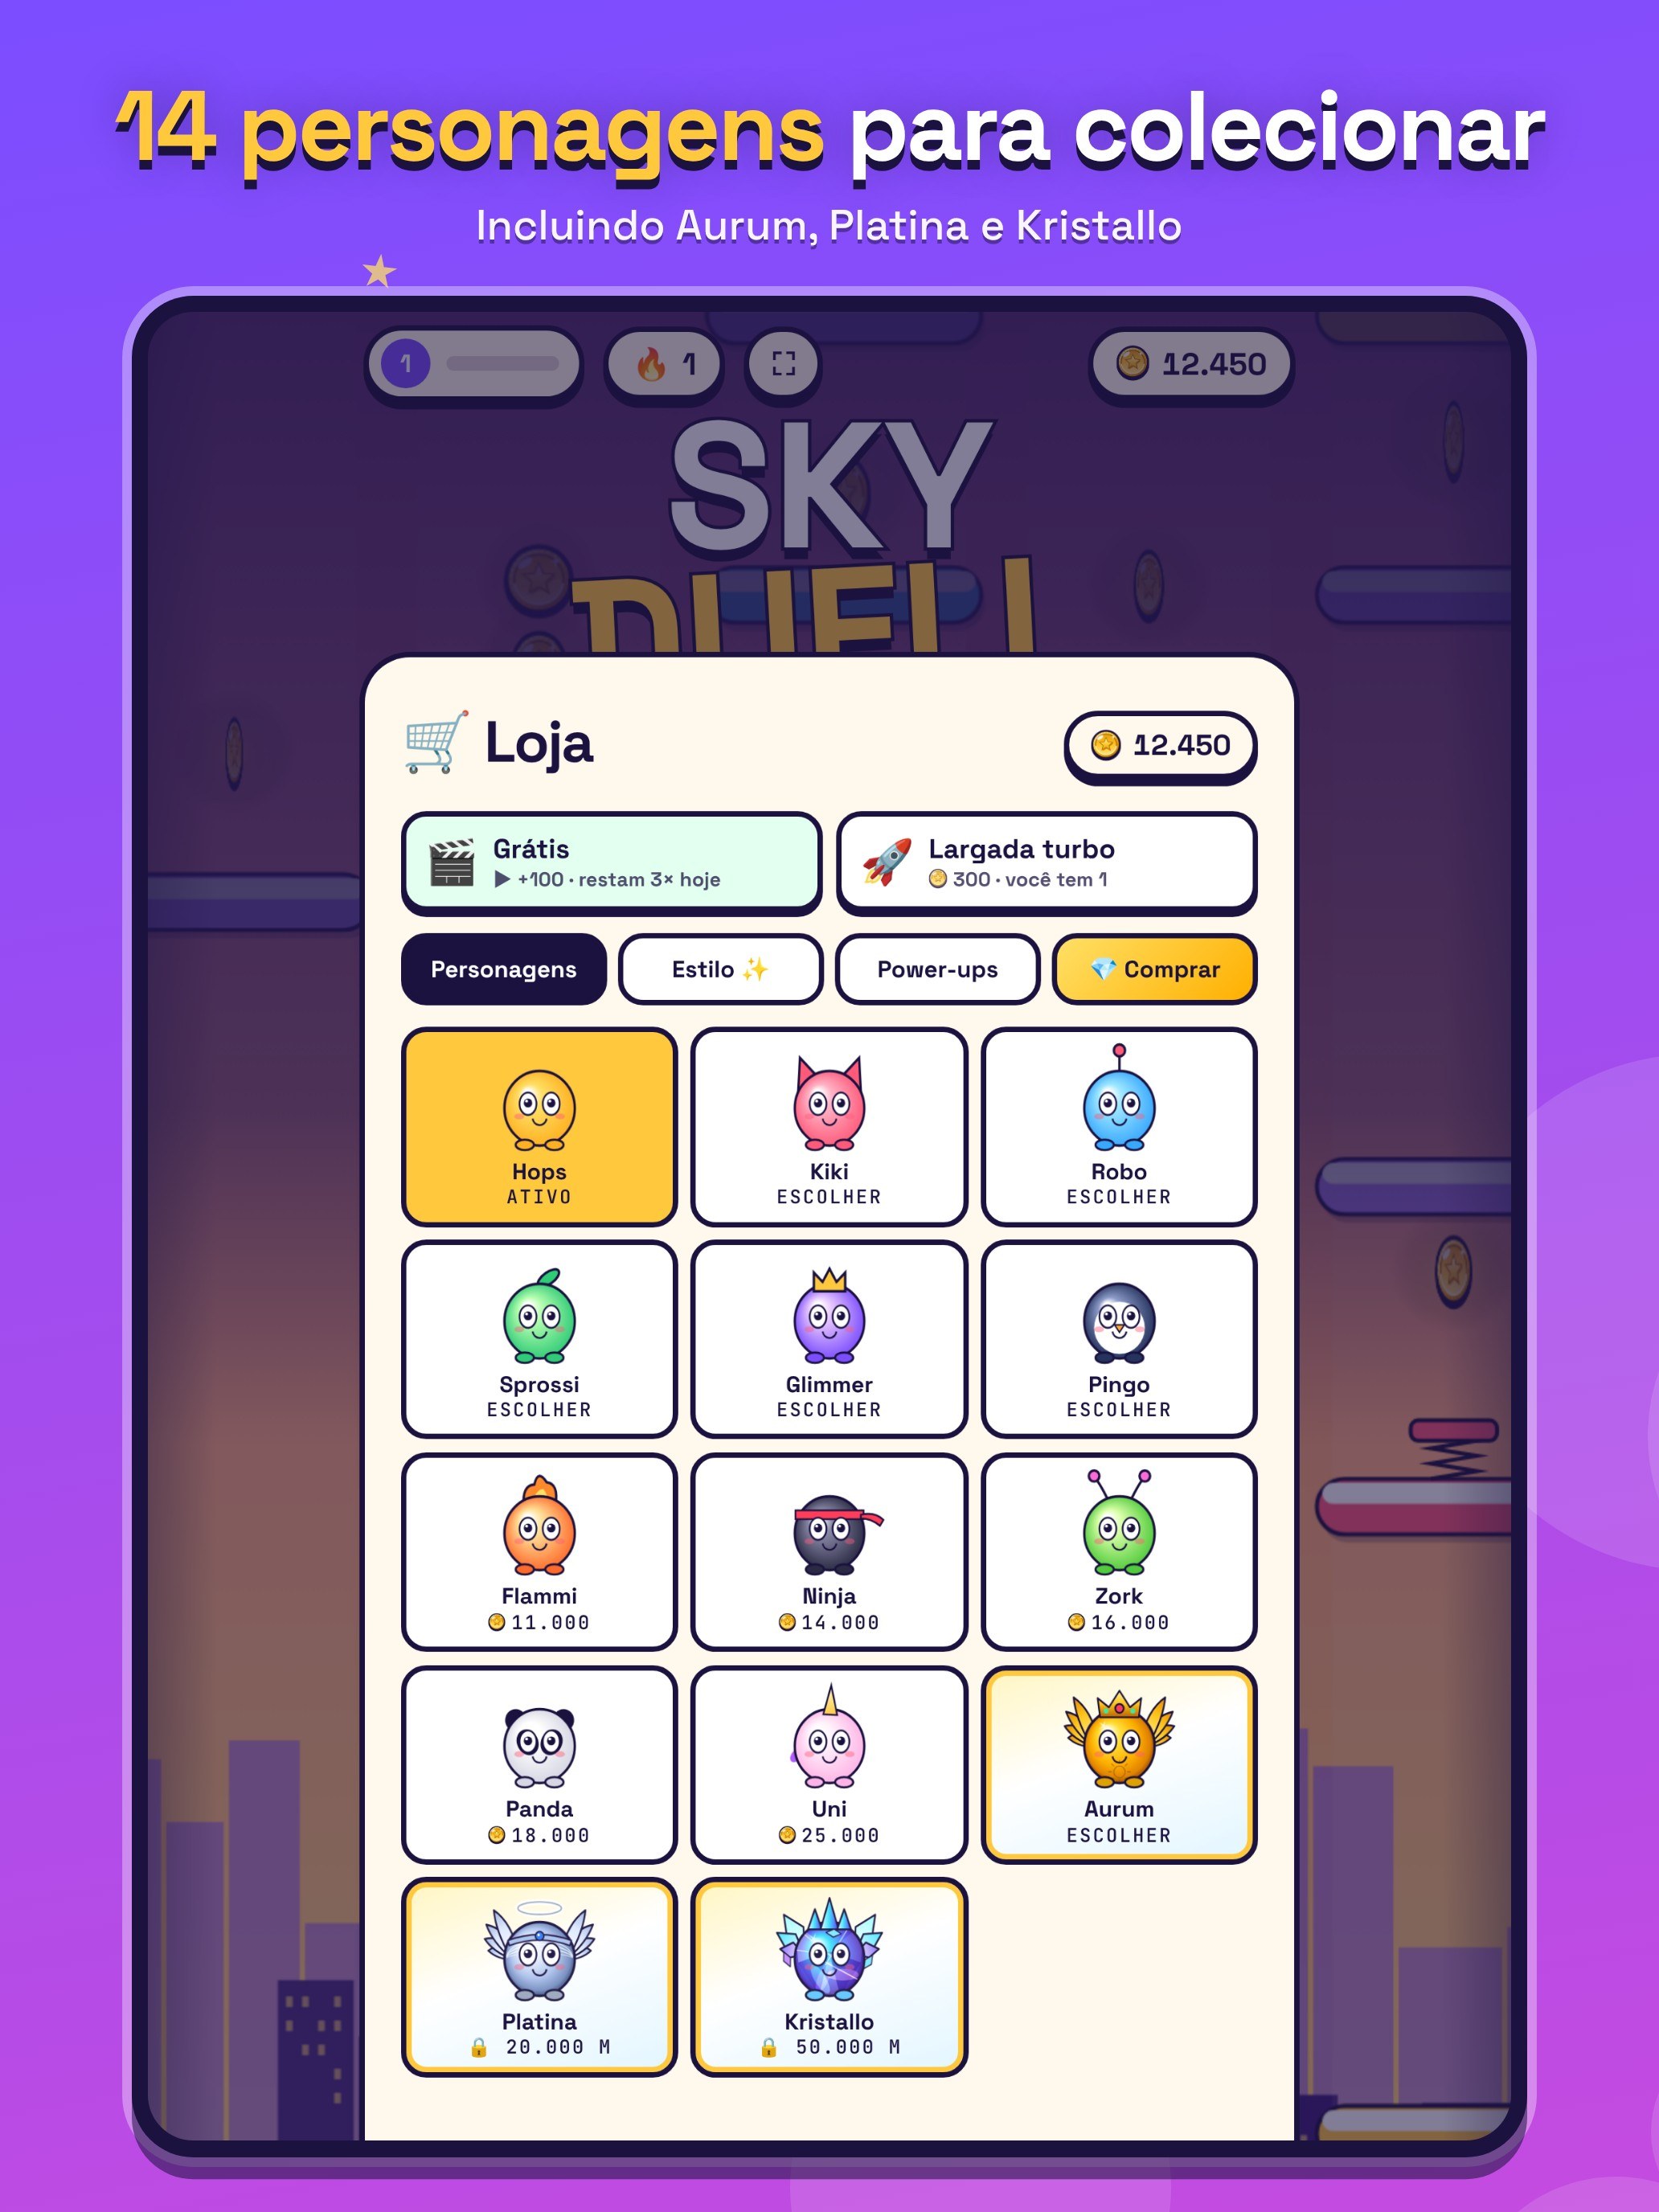 14 personagens para colecionar
Incluindo Aurum, Platina e Kristallo
1
1
12.450
SKY
DUELL
Loja
12.450
Grátis
▶ +100 · restam 3× hoje
Largada turbo
300 · você tem 1
Personagens
Estilo ✨
Power-ups
💎 Comprar
Hops
ATIVO
Kiki
ESCOLHER
Robo
ESCOLHER
Sprossi
ESCOLHER
Glimmer
ESCOLHER
Pingo
ESCOLHER
Flammi
11.000
Ninja
14.000
Zork
16.000
Panda
18.000
Uni
25.000
Aurum
ESCOLHER
Platina
🔒 20.000 M
Kristallo
🔒 50.000 M